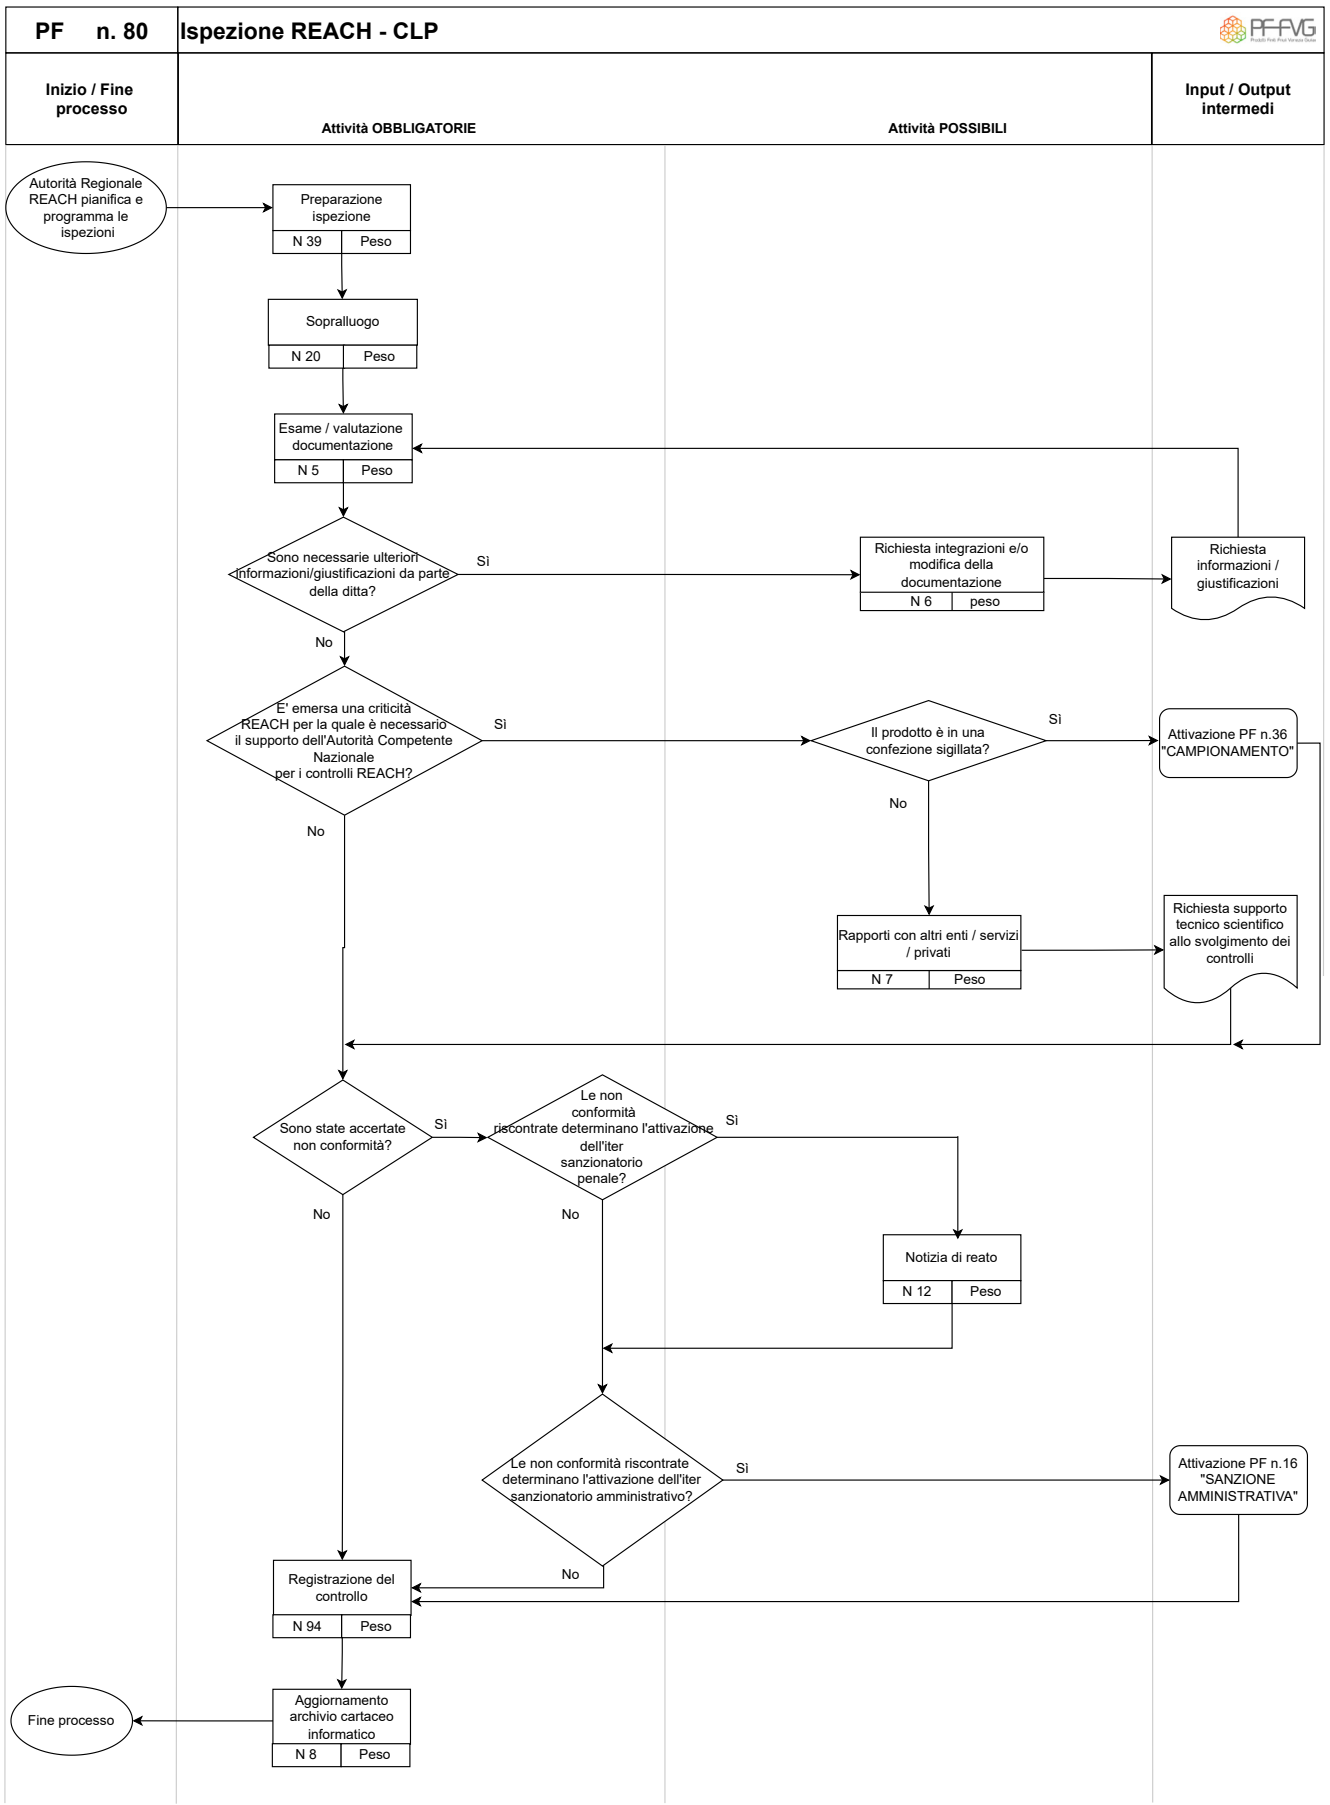 PF n. 80
Ispezione REACH - CLP
PF-FVG
Inizio / Fine
processo
Attività OBBLIGATORIE
Attività POSSIBILI
Input / Output
intermedi
Autorità Regionale
REACH pianifica e
programma le
ispezioni
Preparazione
ispezione
N 39 Peso
Sopralluogo
N 20 Peso
Esame / valutazione
documentazione
N 5 Peso
Sono necessarie ulteriori
informazioni/giustificazioni da parte
della ditta?
Sì
No
Richiesta integrazioni e/o
modifica della
documentazione
N 6 peso
Richiesta
informazioni /
giustificazioni
E' emersa una criticità
REACH per la quale è necessario
il supporto dell'Autorità Competente
Nazionale
per i controlli REACH?
Sì
No
Il prodotto è in una
confezione sigillata?
Sì
No
Attivazione PF n.36
"CAMPIONAMENTO"
Rapporti con altri enti / servizi
/ privati
N 7 Peso
Richiesta supporto
tecnico scientifico
allo svolgimento dei
controlli
Sono state accertate
non conformità?
Sì
No
Le non
conformità
riscontrate determinano l'attivazione
dell'iter
sanzionatorio
penale?
Sì
No
Notizia di reato
N 12 Peso
Le non conformità riscontrate
determinano l'attivazione dell'iter
sanzionatorio amministrativo?
Sì
No
Attivazione PF n.16
"SANZIONE
AMMINISTRATIVA"
Registrazione del
controllo
N 94 Peso
Aggiornamento
archivio cartaceo
informatico
N 8 Peso
Fine processo